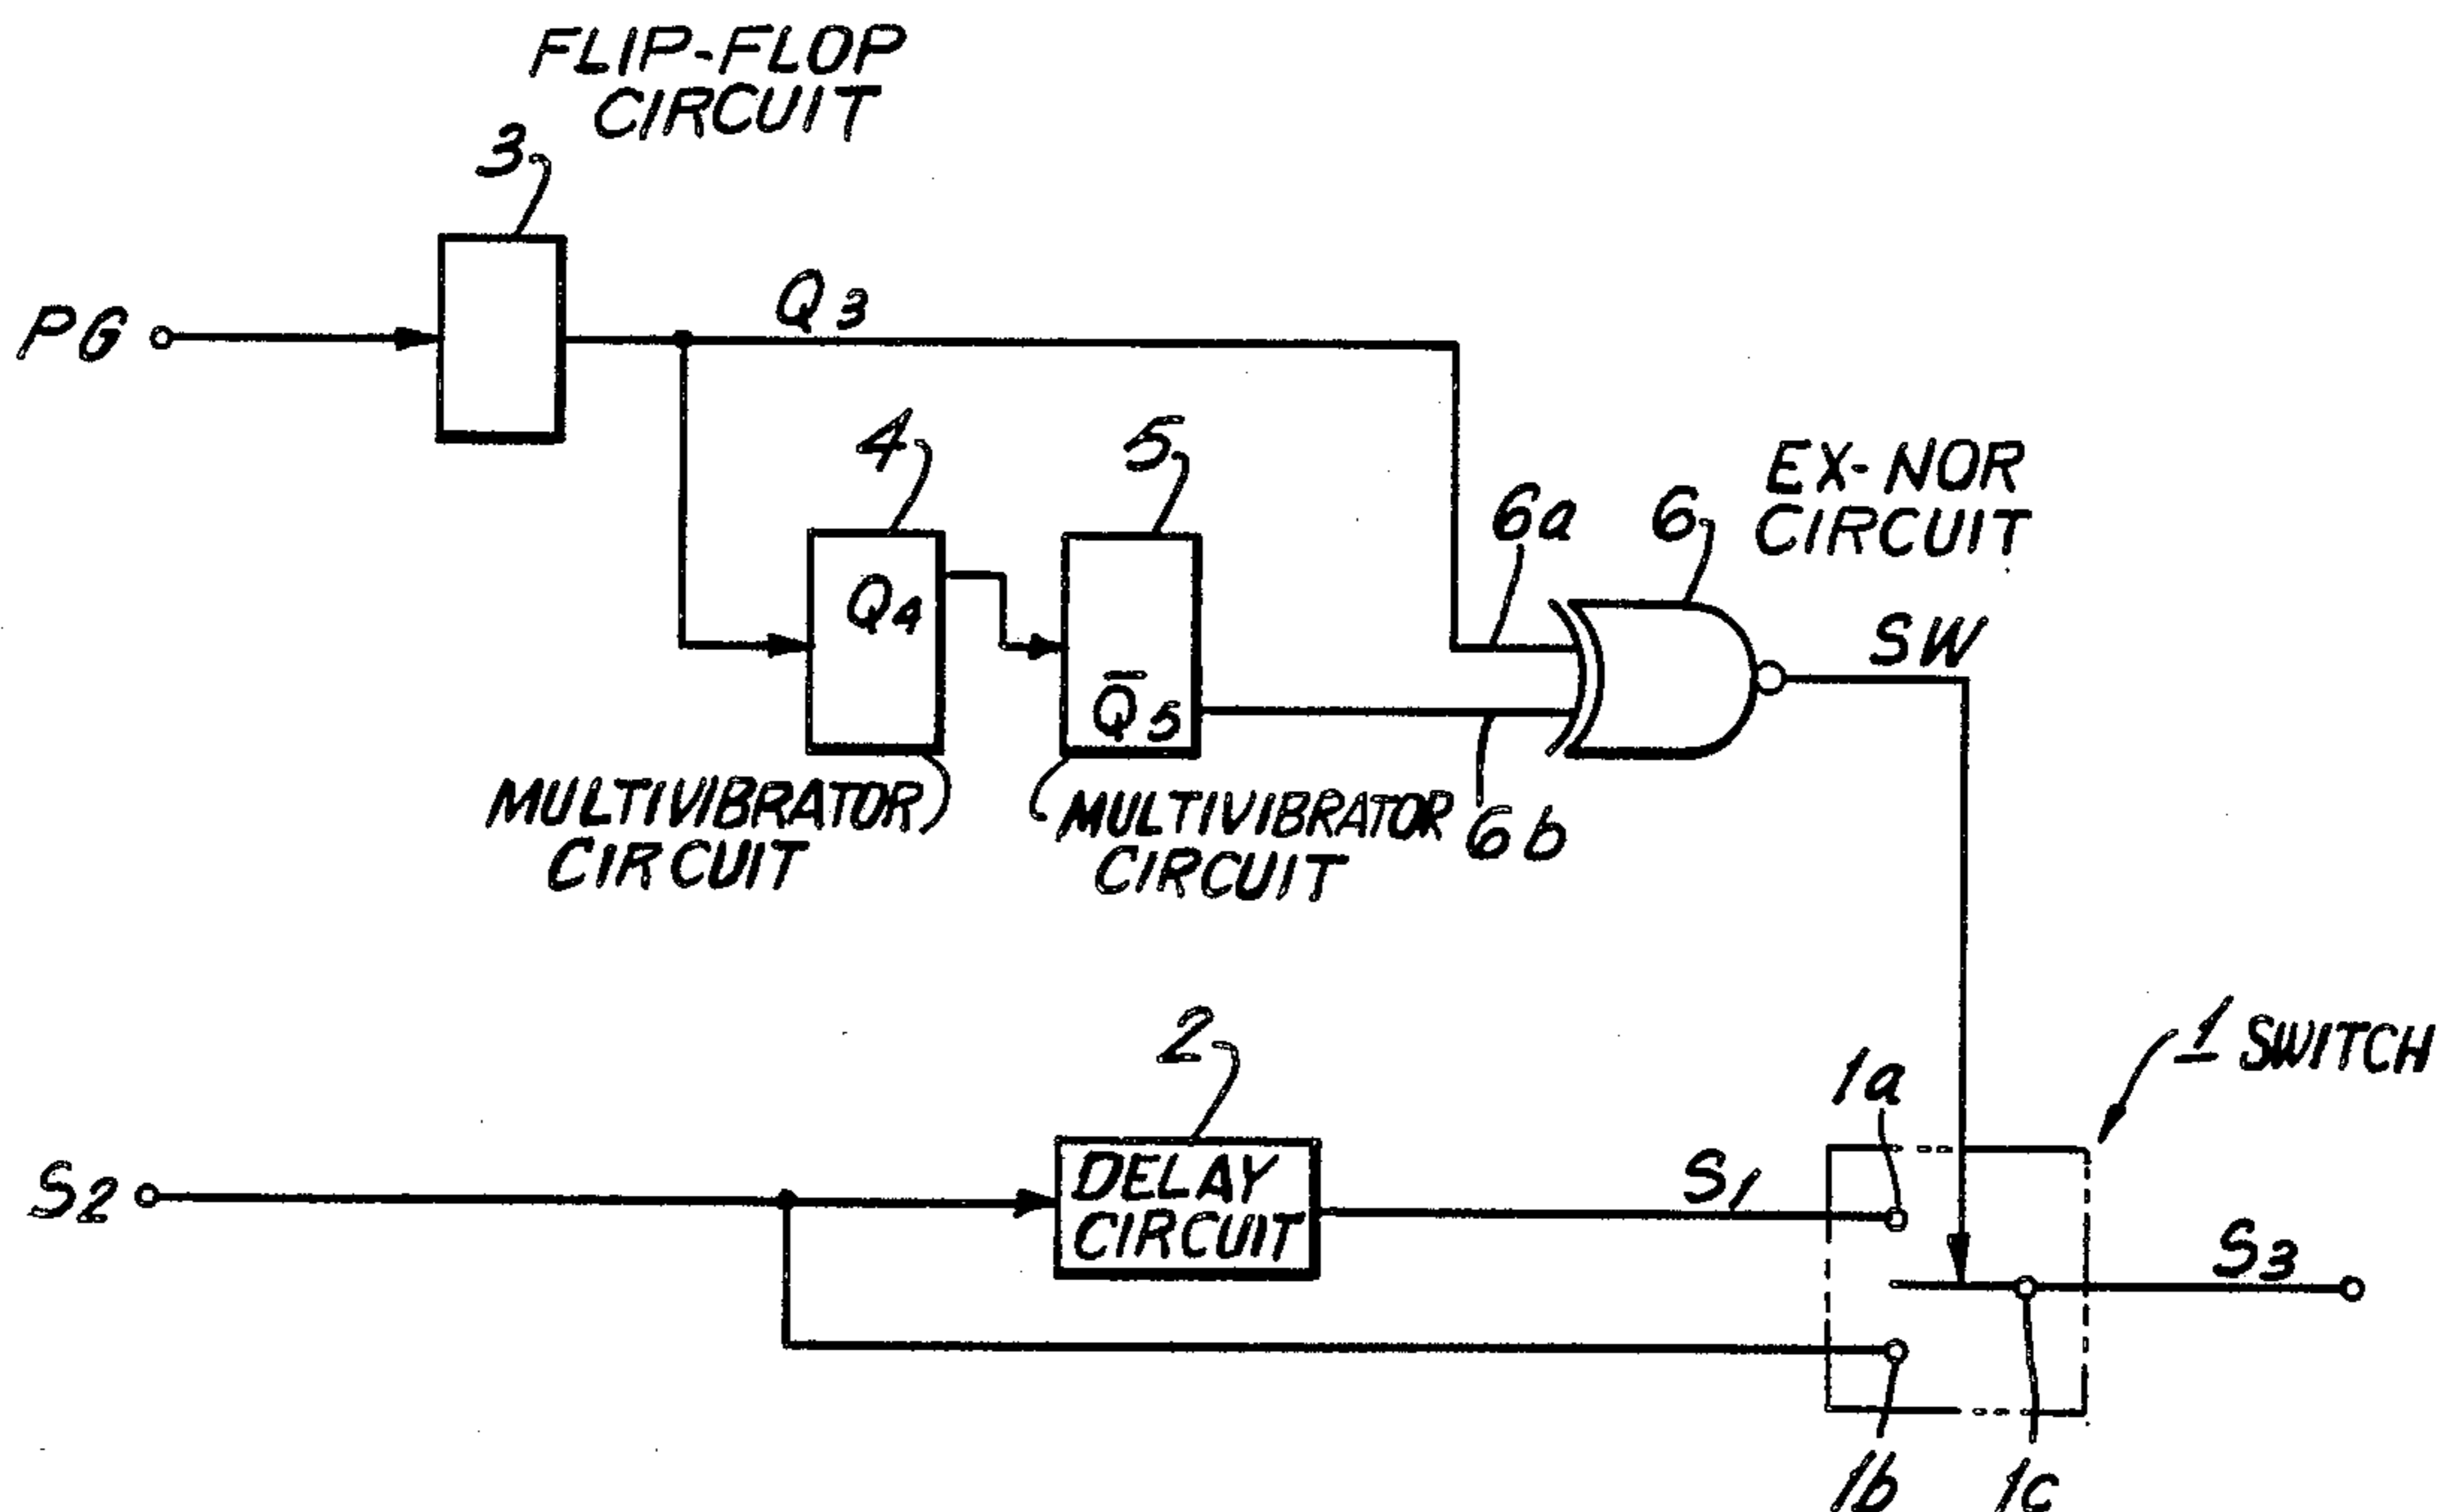 FLIP-FLOP
CIRCUIT
3
PG
Q3
4
5
Q4
Q̅5
6a
6
EX-NOR
CIRCUIT
SW
MULTIVIBRATOR
CIRCUIT
MULTIVIBRATOR
CIRCUIT
6b
2
1 SWITCH
1a
S2
DELAY
CIRCUIT
S1
S3
1b
1c